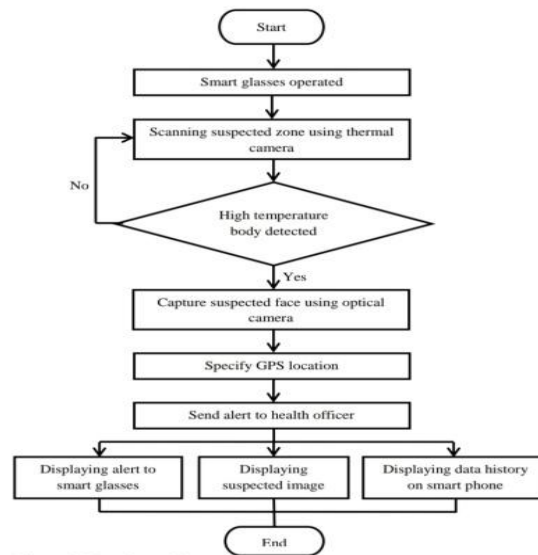 Start
Smart glasses operated
Scanning suspected zone using thermal
camera
No
High temperature
body detected
Yes
Capture suspected face using optical
camera
Specify GPS location
Send alert to health officer
Displaying alert to
smart glasses
Displaying
suspected image
Displaying data history
on smart phone
End